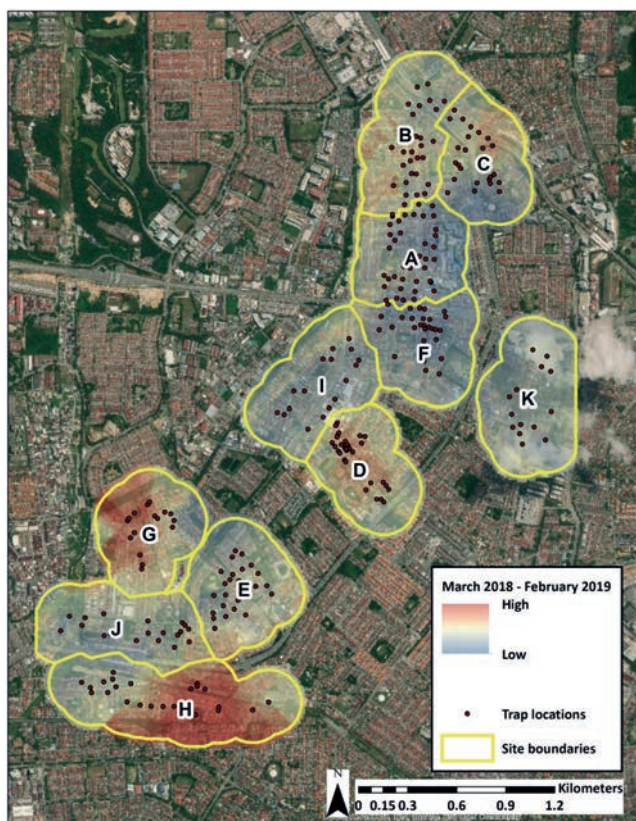 B
C
A
F
I
K
D
G
E
J
H
March 2018 - February 2019
High
Low
Trap locations
Site boundaries
N
Kilometers
0 0.15 0.3 0.6 0.9 1.2